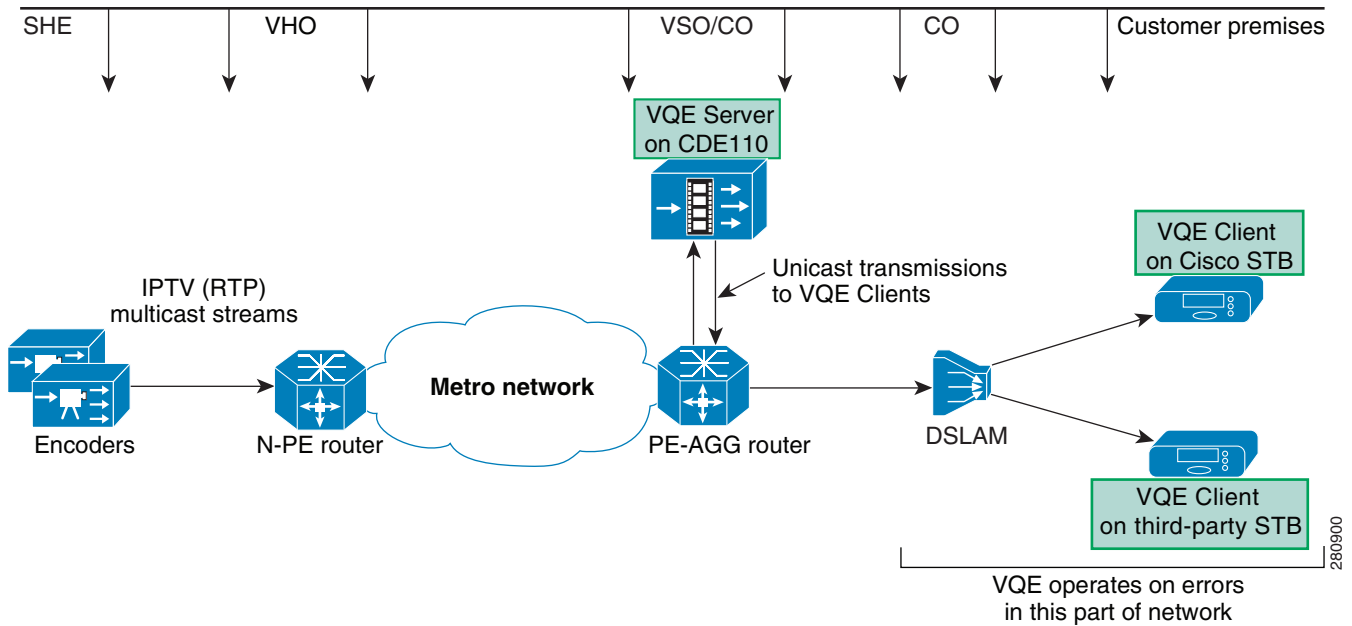 SHE
VHO
VSO/CO
CO
Customer premises
VQE Server
on CDE110
VQE Client
on Cisco STB
Unicast transmissions
to VQE Clients
IPTV (RTP)
multicast streams
Metro network
Encoders
N-PE router
PE-AGG router
DSLAM
VQE Client
on third-party STB
280900
VQE operates on errors
in this part of network